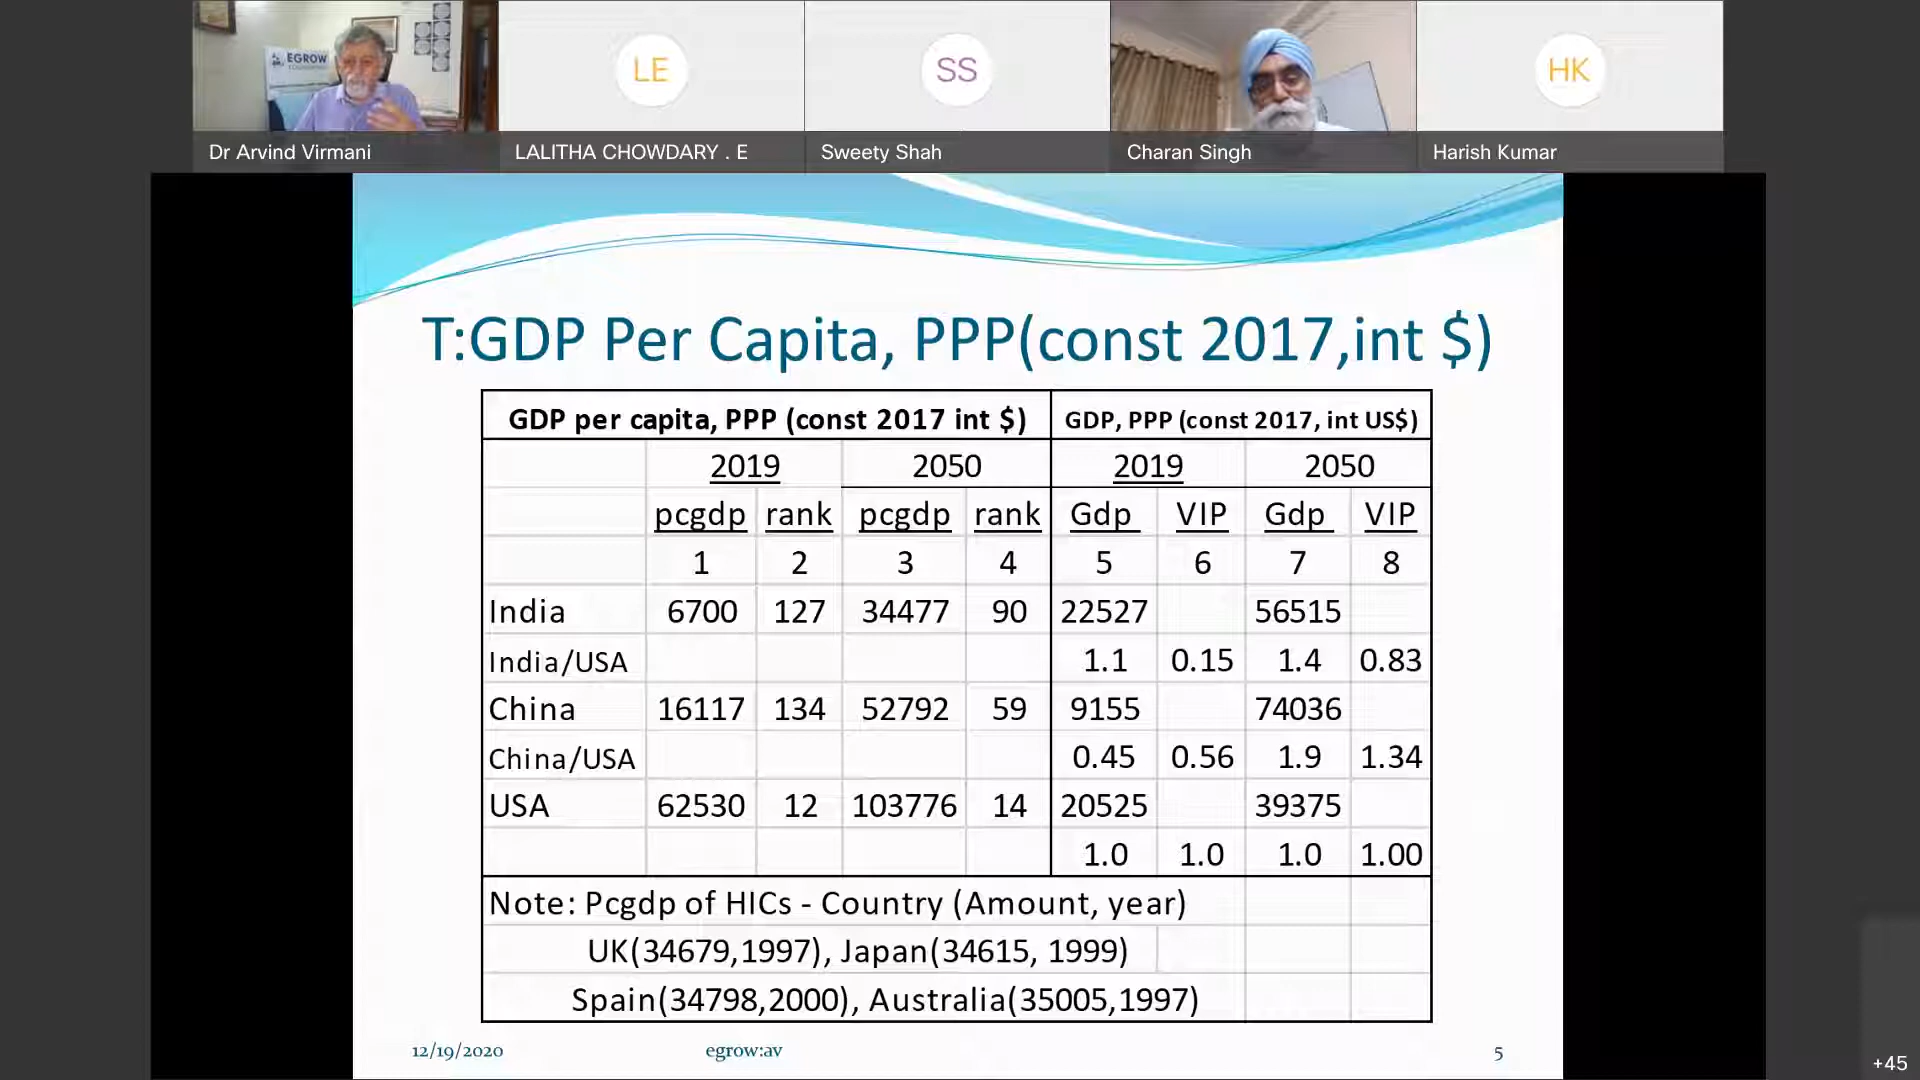 EGROW
LE
SS
HK
Dr Arvind Virmani
LALITHA CHOWDARY . E
Sweety Shah
Charan Singh
Harish Kumar
T:GDP Per Capita, PPP(const 2017,int $)
GDP per capita, PPP (const 2017 int $) GDP, PPP (const 2017, int US$)
2019 2050 2019 2050
pcgdp rank pcgdp rank Gdp VIP Gdp VIP
1 2 3 4 5 6 7 8
India 6700 127 34477 90 22527 56515
India/USA 1.1 0.15 1.4 0.83
China 16117 134 52792 59 9155 74036
China/USA 0.45 0.56 1.9 1.34
USA 62530 12 103776 14 20525 39375
1.0 1.0 1.0 1.00
Note: Pcgdp of HICs - Country (Amount, year)
UK(34679,1997), Japan(34615, 1999)
Spain(34798,2000), Australia(35005,1997)
12/19/2020 egrow:av 5
+45